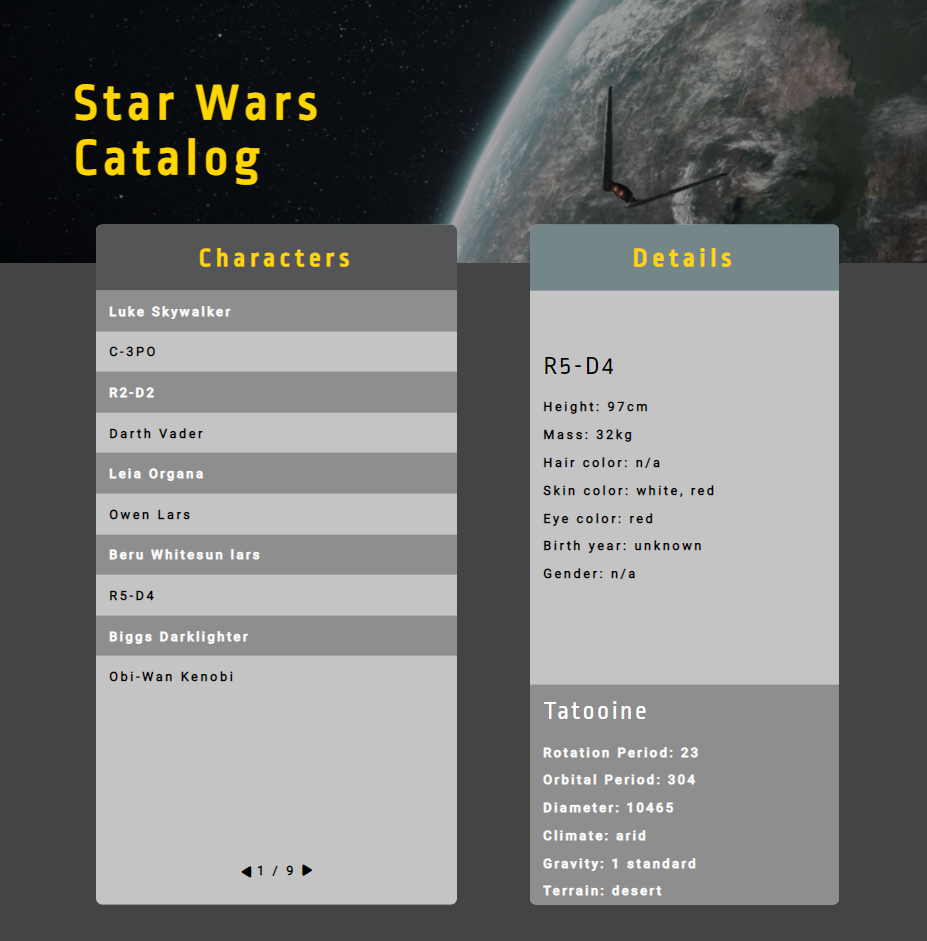 Star Wars
Catalog
Characters
Luke Skywalker
C-3PO
R2-D2
Darth Vader
Leia Organa
Owen Lars
Beru Whitesun lars
R5-D4
Biggs Darklighter
Obi-Wan Kenobi
1 / 9
Details
R5-D4
Height: 97cm
Mass: 32kg
Hair color: n/a
Skin color: white, red
Eye color: red
Birth year: unknown
Gender: n/a
Tatooine
Rotation Period: 23
Orbital Period: 304
Diameter: 10465
Climate: arid
Gravity: 1 standard
Terrain: desert